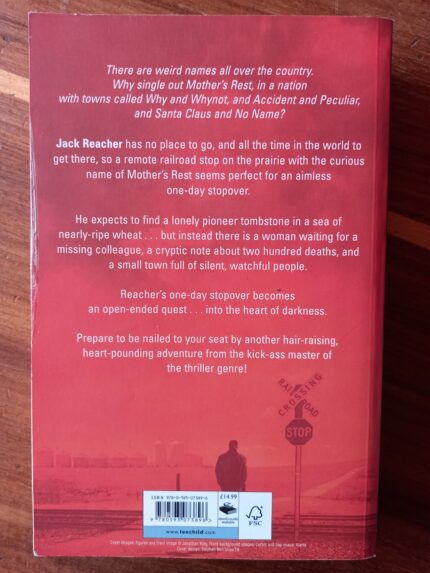 There are weird names all over the country.
Why single out Mother's Rest, in a nation
with towns called Why and Whynot, and Accident and Peculiar,
and Santa Claus and No Name?
Jack Reacher has no place to go, and all the time in the world to
get there, so a remote railroad stop on the prairie with the curious
name of Mother's Rest seems perfect for an aimless
one-day stopover.
He expects to find a lonely pioneer tombstone in a sea of
nearly-ripe wheat . . . but instead there is a woman waiting for a
missing colleague, a cryptic note about two hundred deaths, and
a small town full of silent, watchful people.
Reacher's one-day stopover becomes
an open-ended quest . . . into the heart of darkness.
Prepare to be nailed to your seat by another hair-raising,
heart-pounding adventure from the kick-ass master of
the thriller genre!
RAILROAD
CROSSING
STOP
£14.99
FSC
www.leechild.com